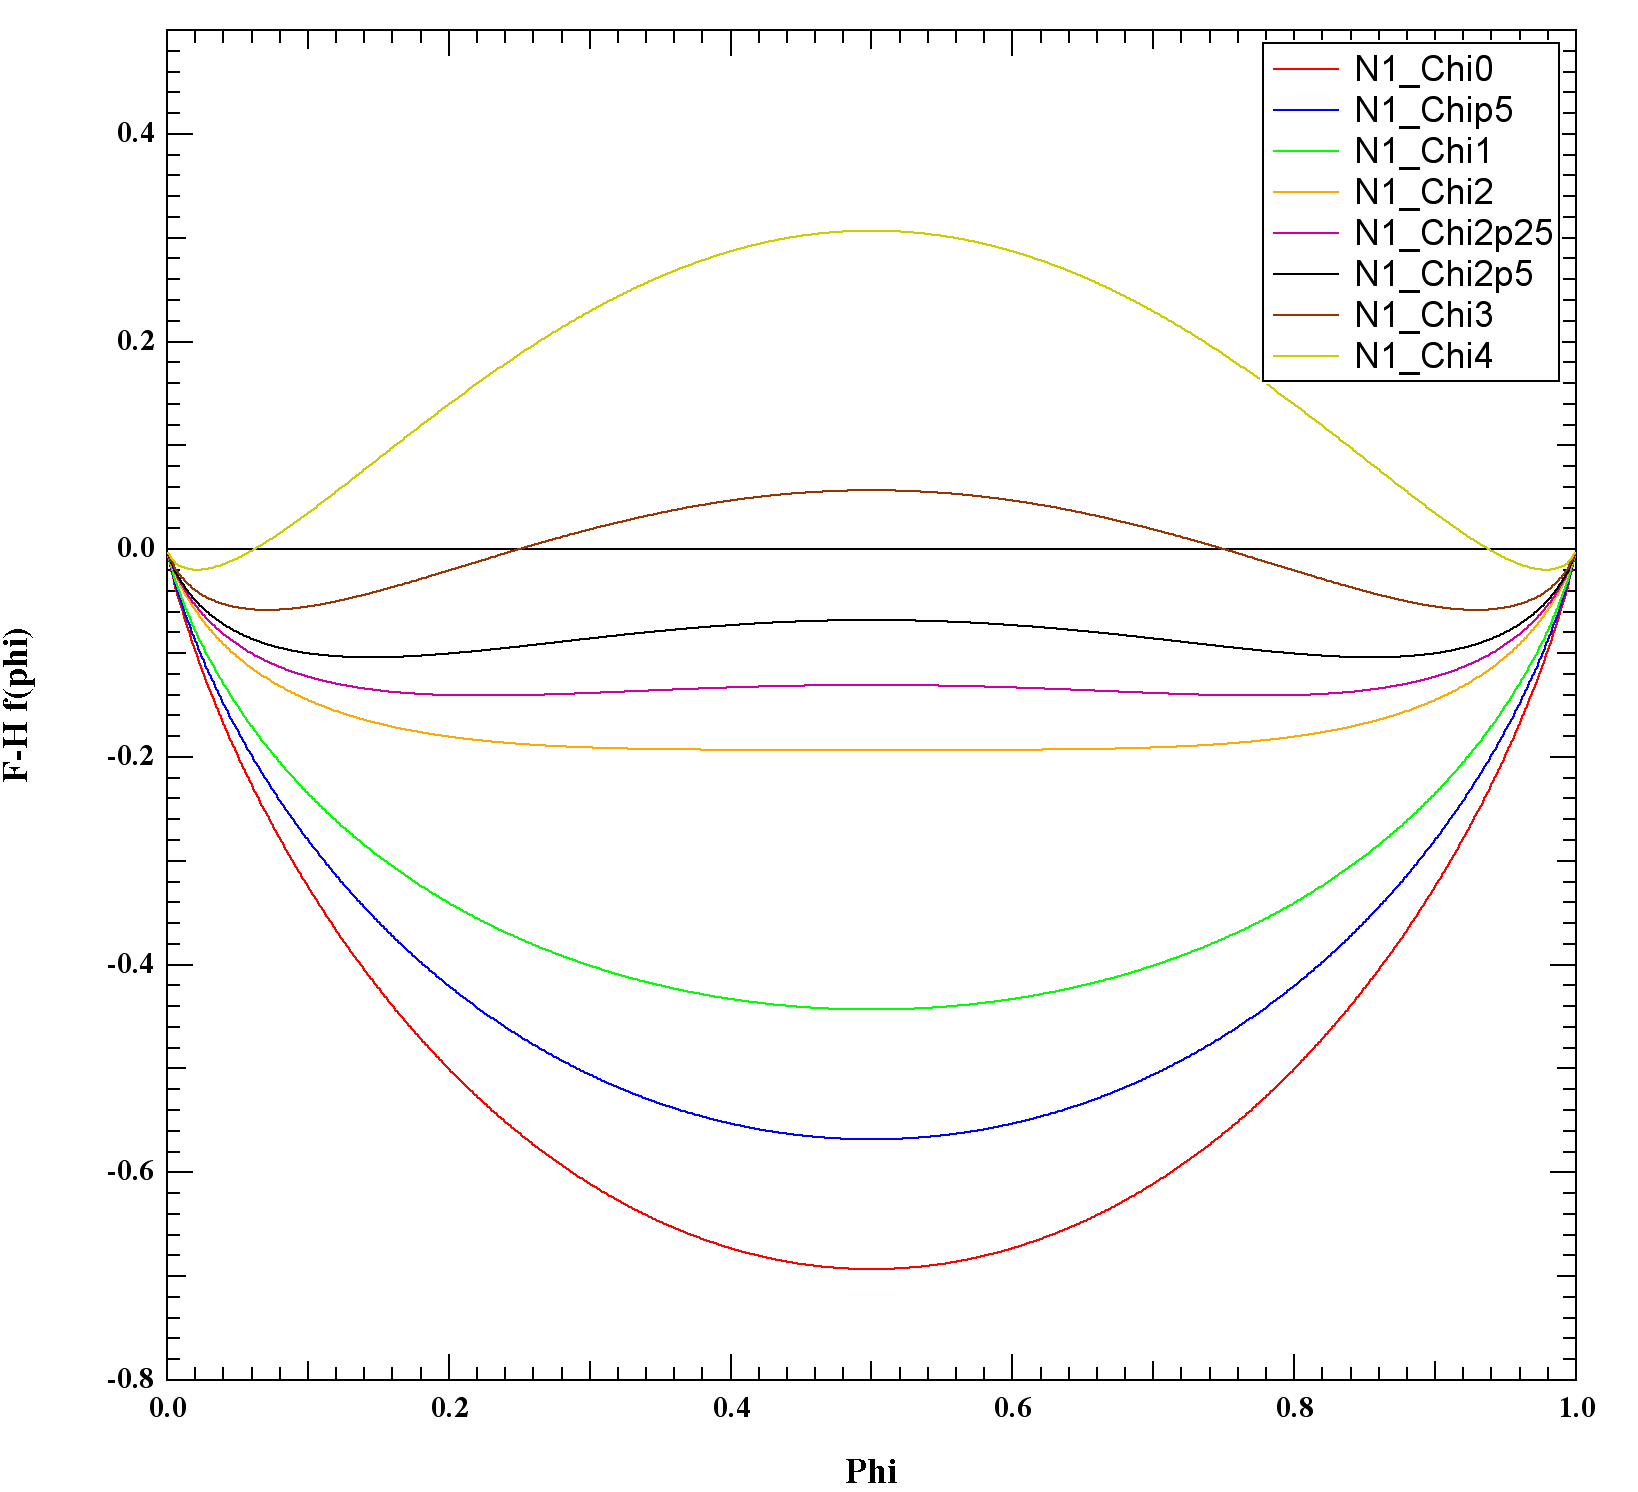 N1_Chi0
N1_Chip5
N1_Chi1
N1_Chi2
N1_Chi2p25
N1_Chi2p5
N1_Chi3
N1_Chi4
0.4
0.2
0.0
-0.2
-0.4
-0.6
-0.8
F-H f(phi)
0.0 0.2 0.4 0.6 0.8 1.0
Phi